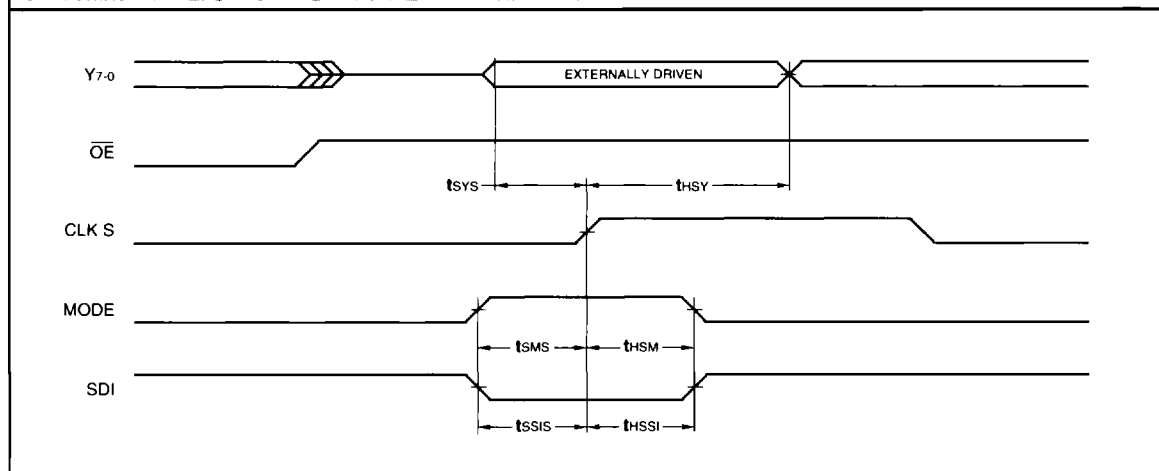 Y7-0
EXTERNALLY DRIVEN
OE
tSYS
tHSY
CLK S
MODE
tSMS
tHSM
SDI
tSSIS
tHSSI